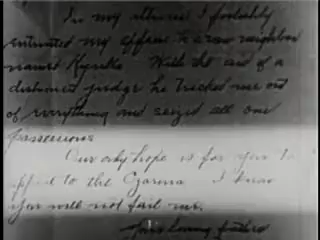 In my illness I foolishly
entrusted my affairs to our neighbor
named Kyrilla. With the aid of a
dishonest judge he tricked me out
of everything and seized all our
possessions
Our only hope is for you to
appeal to the Czarina. I know
you will not fail me.
Your loving father